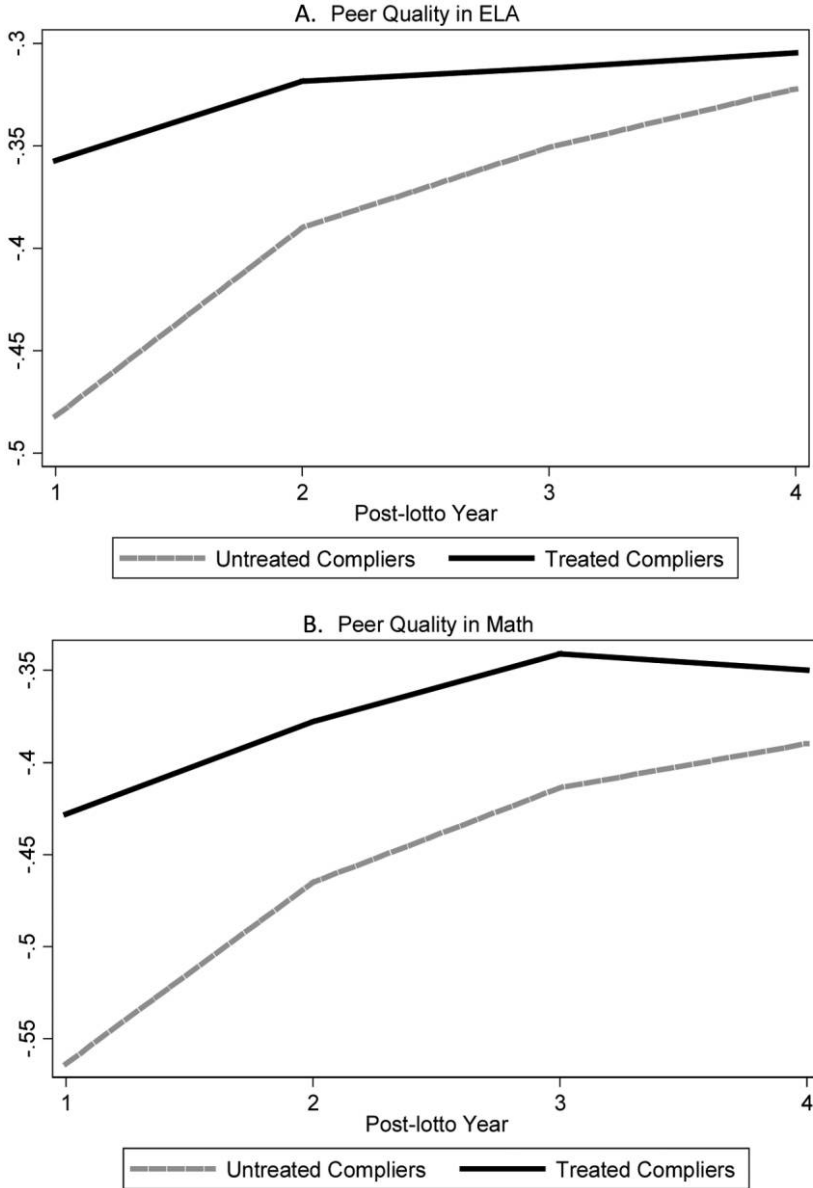 A. Peer Quality in ELA
-.3
-.35
-.4
-.45
-.5
1 2 3 4
Post-lotto Year
Untreated Compliers Treated Compliers
B. Peer Quality in Math
-.35
-.4
-.45
-.5
-.55
1 2 3 4
Post-lotto Year
Untreated Compliers Treated Compliers